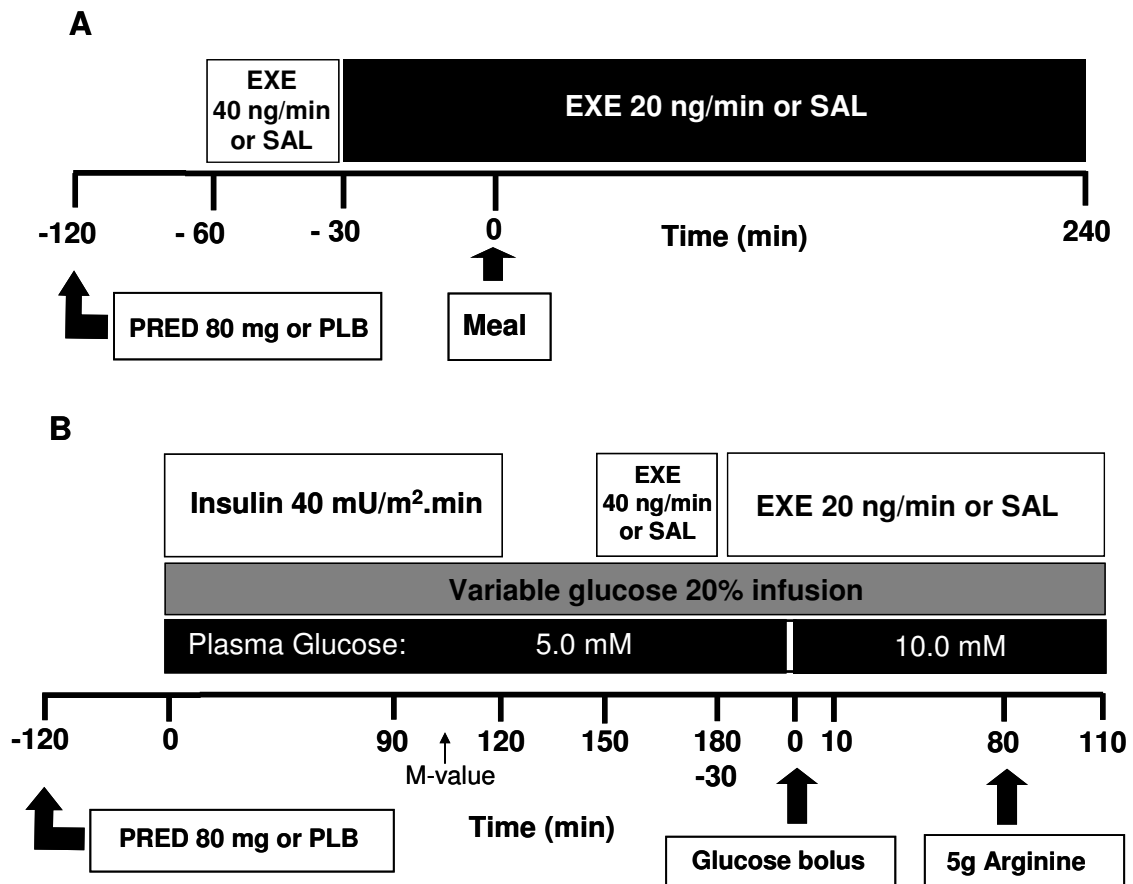 A
EXE
40 ng/min
or SAL
EXE 20 ng/min or SAL
-120
- 60
- 30
0
Time (min)
240
PRED 80 mg or PLB
Meal
B
Insulin 40 mU/m².min
EXE
40 ng/min
or SAL
EXE 20 ng/min or SAL
Variable glucose 20% infusion
Plasma Glucose: 5.0 mM 10.0 mM
-120 0 90 120 150 180 0 10 80 110
M-value
-30
Time (min)
PRED 80 mg or PLB
Glucose bolus
5g Arginine